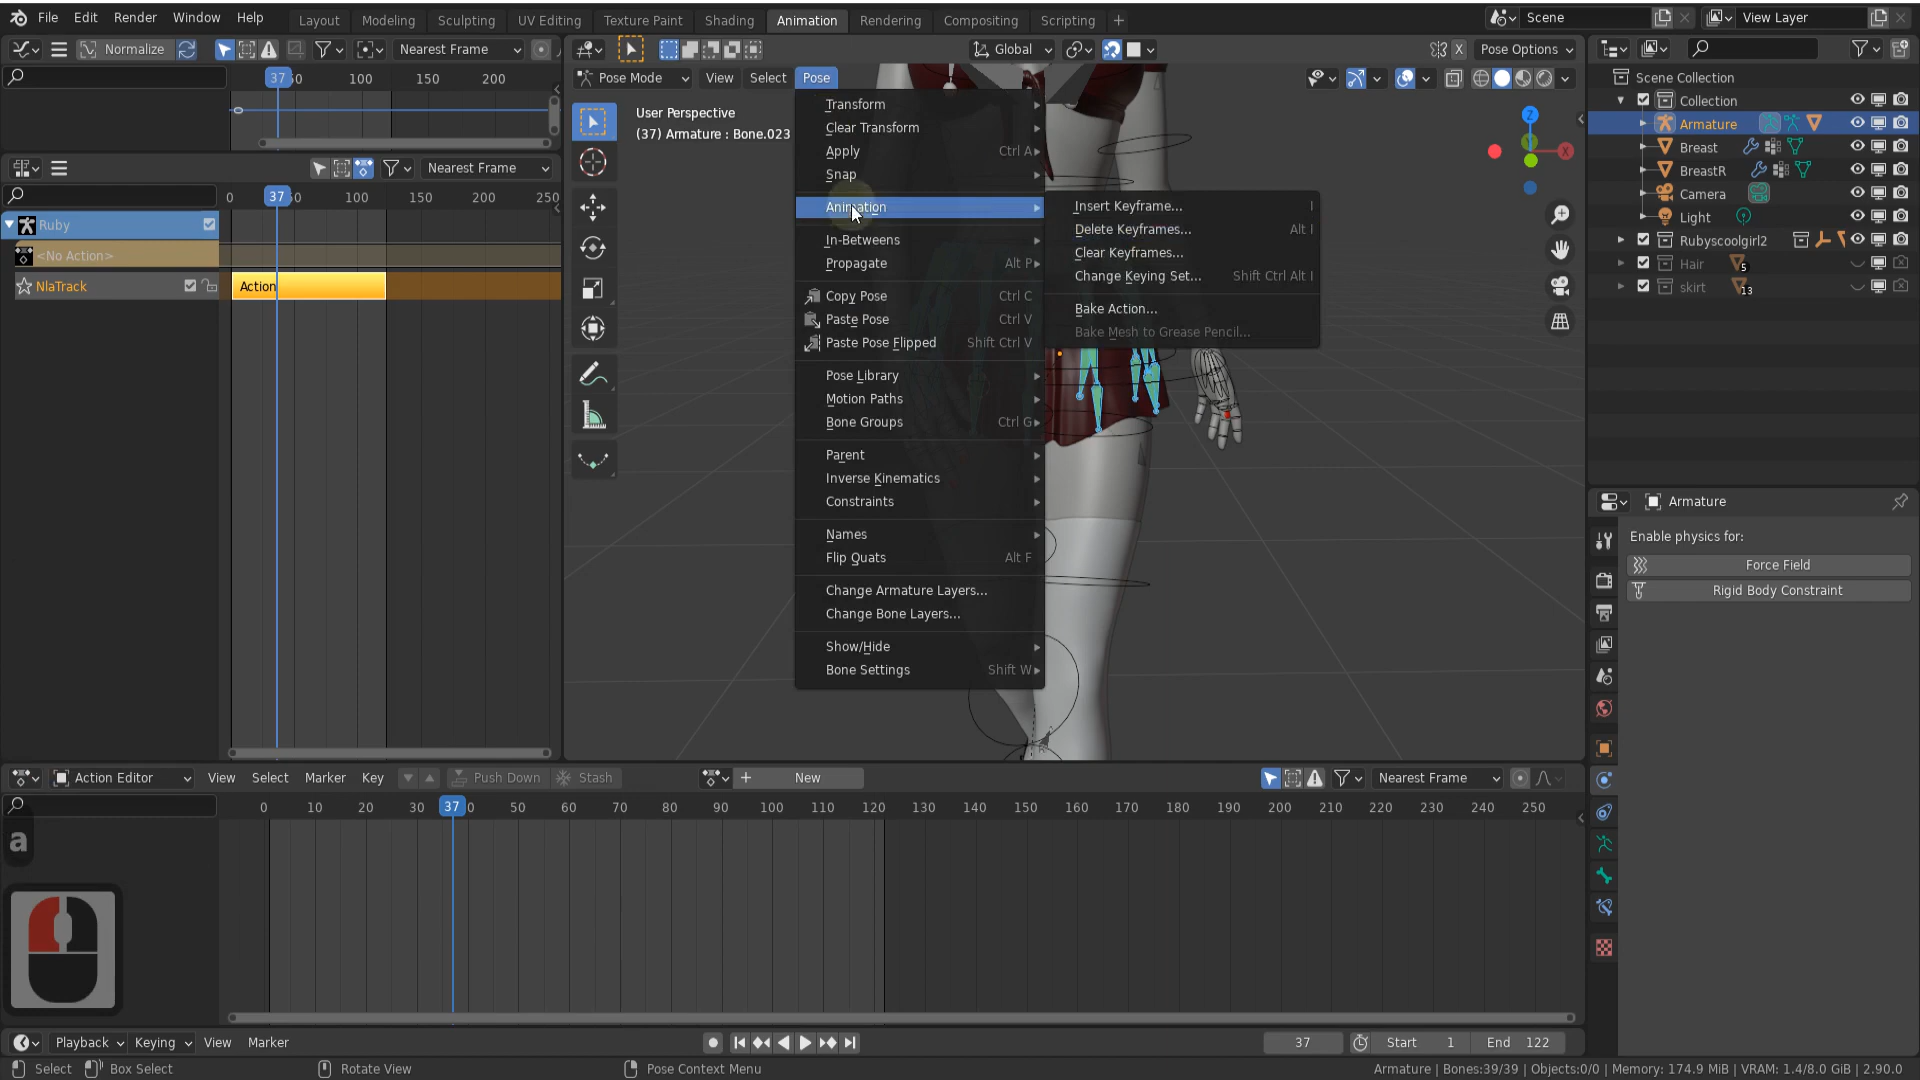 File Edit Render Window Help Layout Modeling Sculpting UV Editing Texture Paint Shading Animation Rendering Compositing Scripting + Scene View Layer
Normalize Nearest Frame Global X Pose Options
37 50 100 150 200
Pose Mode View Select Pose
User Perspective
(37) Armature : Bone.023
Nearest Frame
0 37 50 100 150 200 250
Ruby
<No Action>
NlaTrack Action
Transform
Clear Transform
Apply Ctrl A
Snap
Animation
In-Betweens
Propagate Alt P
Copy Pose Ctrl C
Paste Pose Ctrl V
Paste Pose Flipped Shift Ctrl V
Pose Library
Motion Paths
Bone Groups Ctrl G
Parent
Inverse Kinematics
Constraints
Names
Flip Quats Alt F
Change Armature Layers...
Change Bone Layers...
Show/Hide
Bone Settings Shift W
Insert Keyframe... I
Delete Keyframes... Alt I
Clear Keyframes...
Change Keying Set... Shift Ctrl Alt I
Bake Action...
Bake Mesh to Grease Pencil...
Z
X
Scene Collection
Collection
Armature
Breast
BreastR
Camera
Light
Rubyscoolgirl2
Hair 5
skirt 13
Armature
Enable physics for:
Force Field
Rigid Body Constraint
Action Editor View Select Marker Key Push Down Stash + New Nearest Frame
0 10 20 30 37 0 50 60 70 80 90 100 110 120 130 140 150 160 170 180 190 200 210 220 230 240 250
a
Playback Keying View Marker 37 Start 1 End 122
Select Box Select Rotate View Pose Context Menu Armature | Bones:39/39 | Objects:0/0 | Memory: 174.9 MiB | VRAM: 1.4/8.0 GiB | 2.90.0